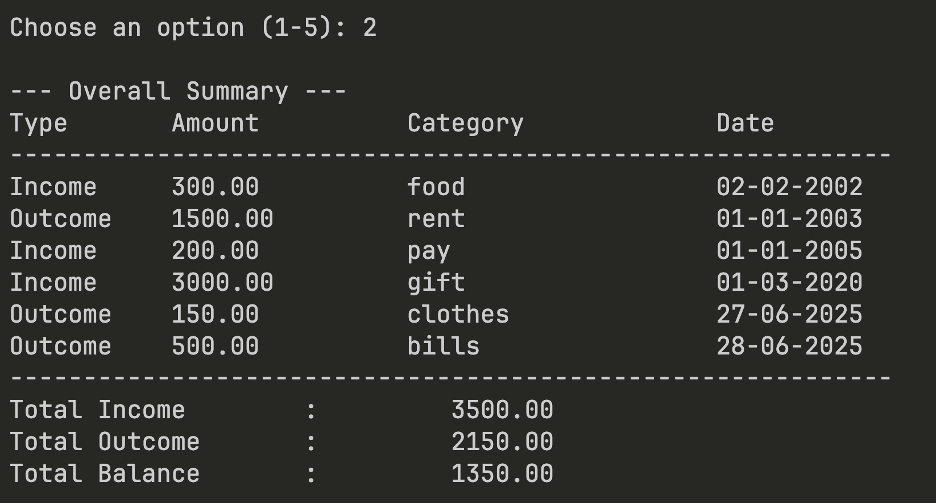 Choose an option (1-5): 2
--- Overall Summary ---
Type Amount Category Date
------------------------------------------------------------
Income 300.00 food 02-02-2002
Outcome 1500.00 rent 01-01-2003
Income 200.00 pay 01-01-2005
Income 3000.00 gift 01-03-2020
Outcome 150.00 clothes 27-06-2025
Outcome 500.00 bills 28-06-2025
------------------------------------------------------------
Total Income : 3500.00
Total Outcome : 2150.00
Total Balance : 1350.00